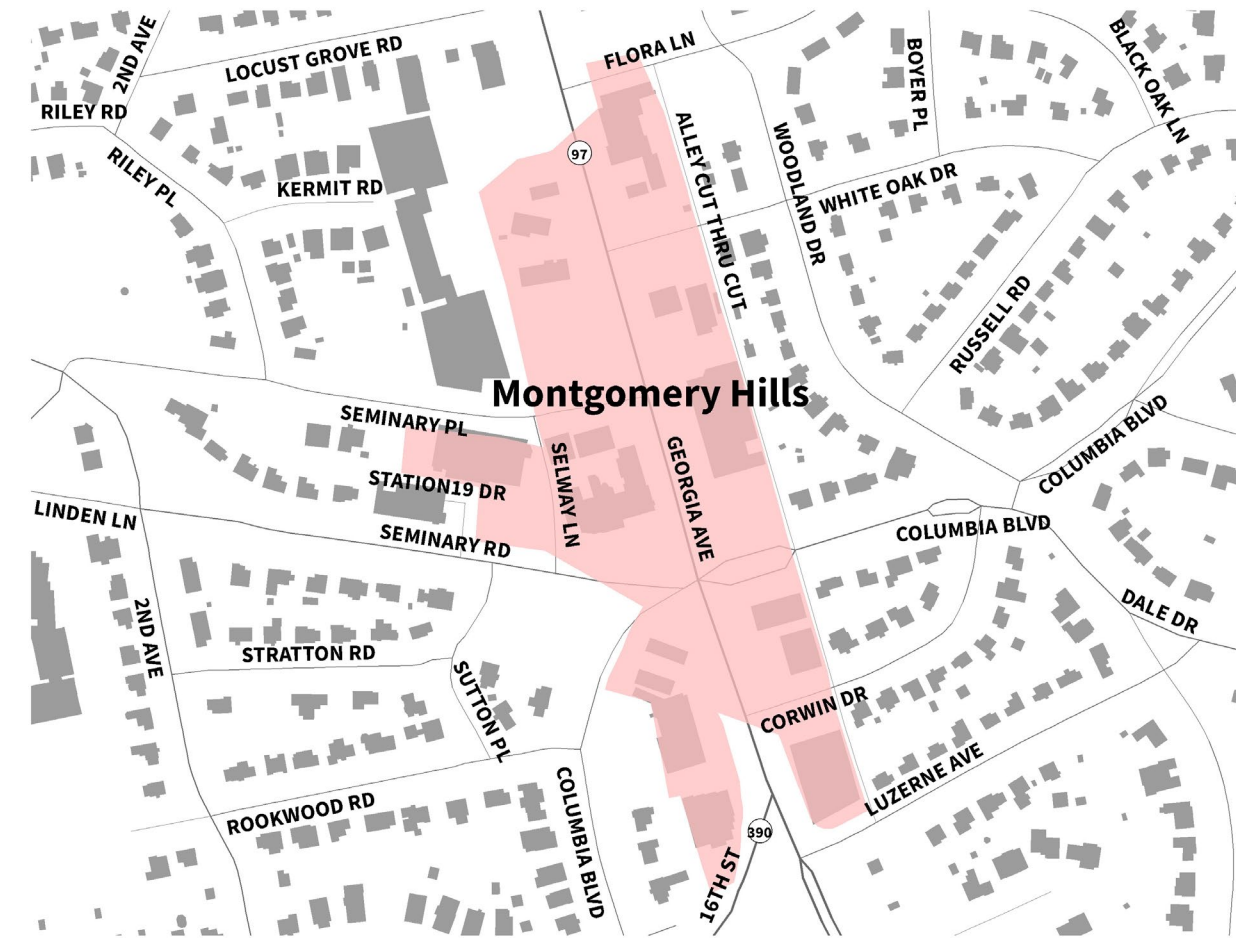 2ND AVE
LOCUST GROVE RD
FLORA LN
BOYER PL
BLACK OAK LN
RILEY RD
97
RILEY PL
KERMIT RD
ALLEY CUT THRU CUT
WOODLAND DR
WHITE OAK DR
RUSSELL RD
Montgomery Hills
SEMINARY PL
STATION19 DR
SELWAY LN
GEORGIA AVE
COLUMBIA BLVD
LINDEN LN
SEMINARY RD
COLUMBIA BLVD
2ND AVE
STRATTON RD
DALE DR
SUTTON PL
CORWIN DR
LUZERNE AVE
ROOKWOOD RD
COLUMBIA BLVD
16TH ST
390